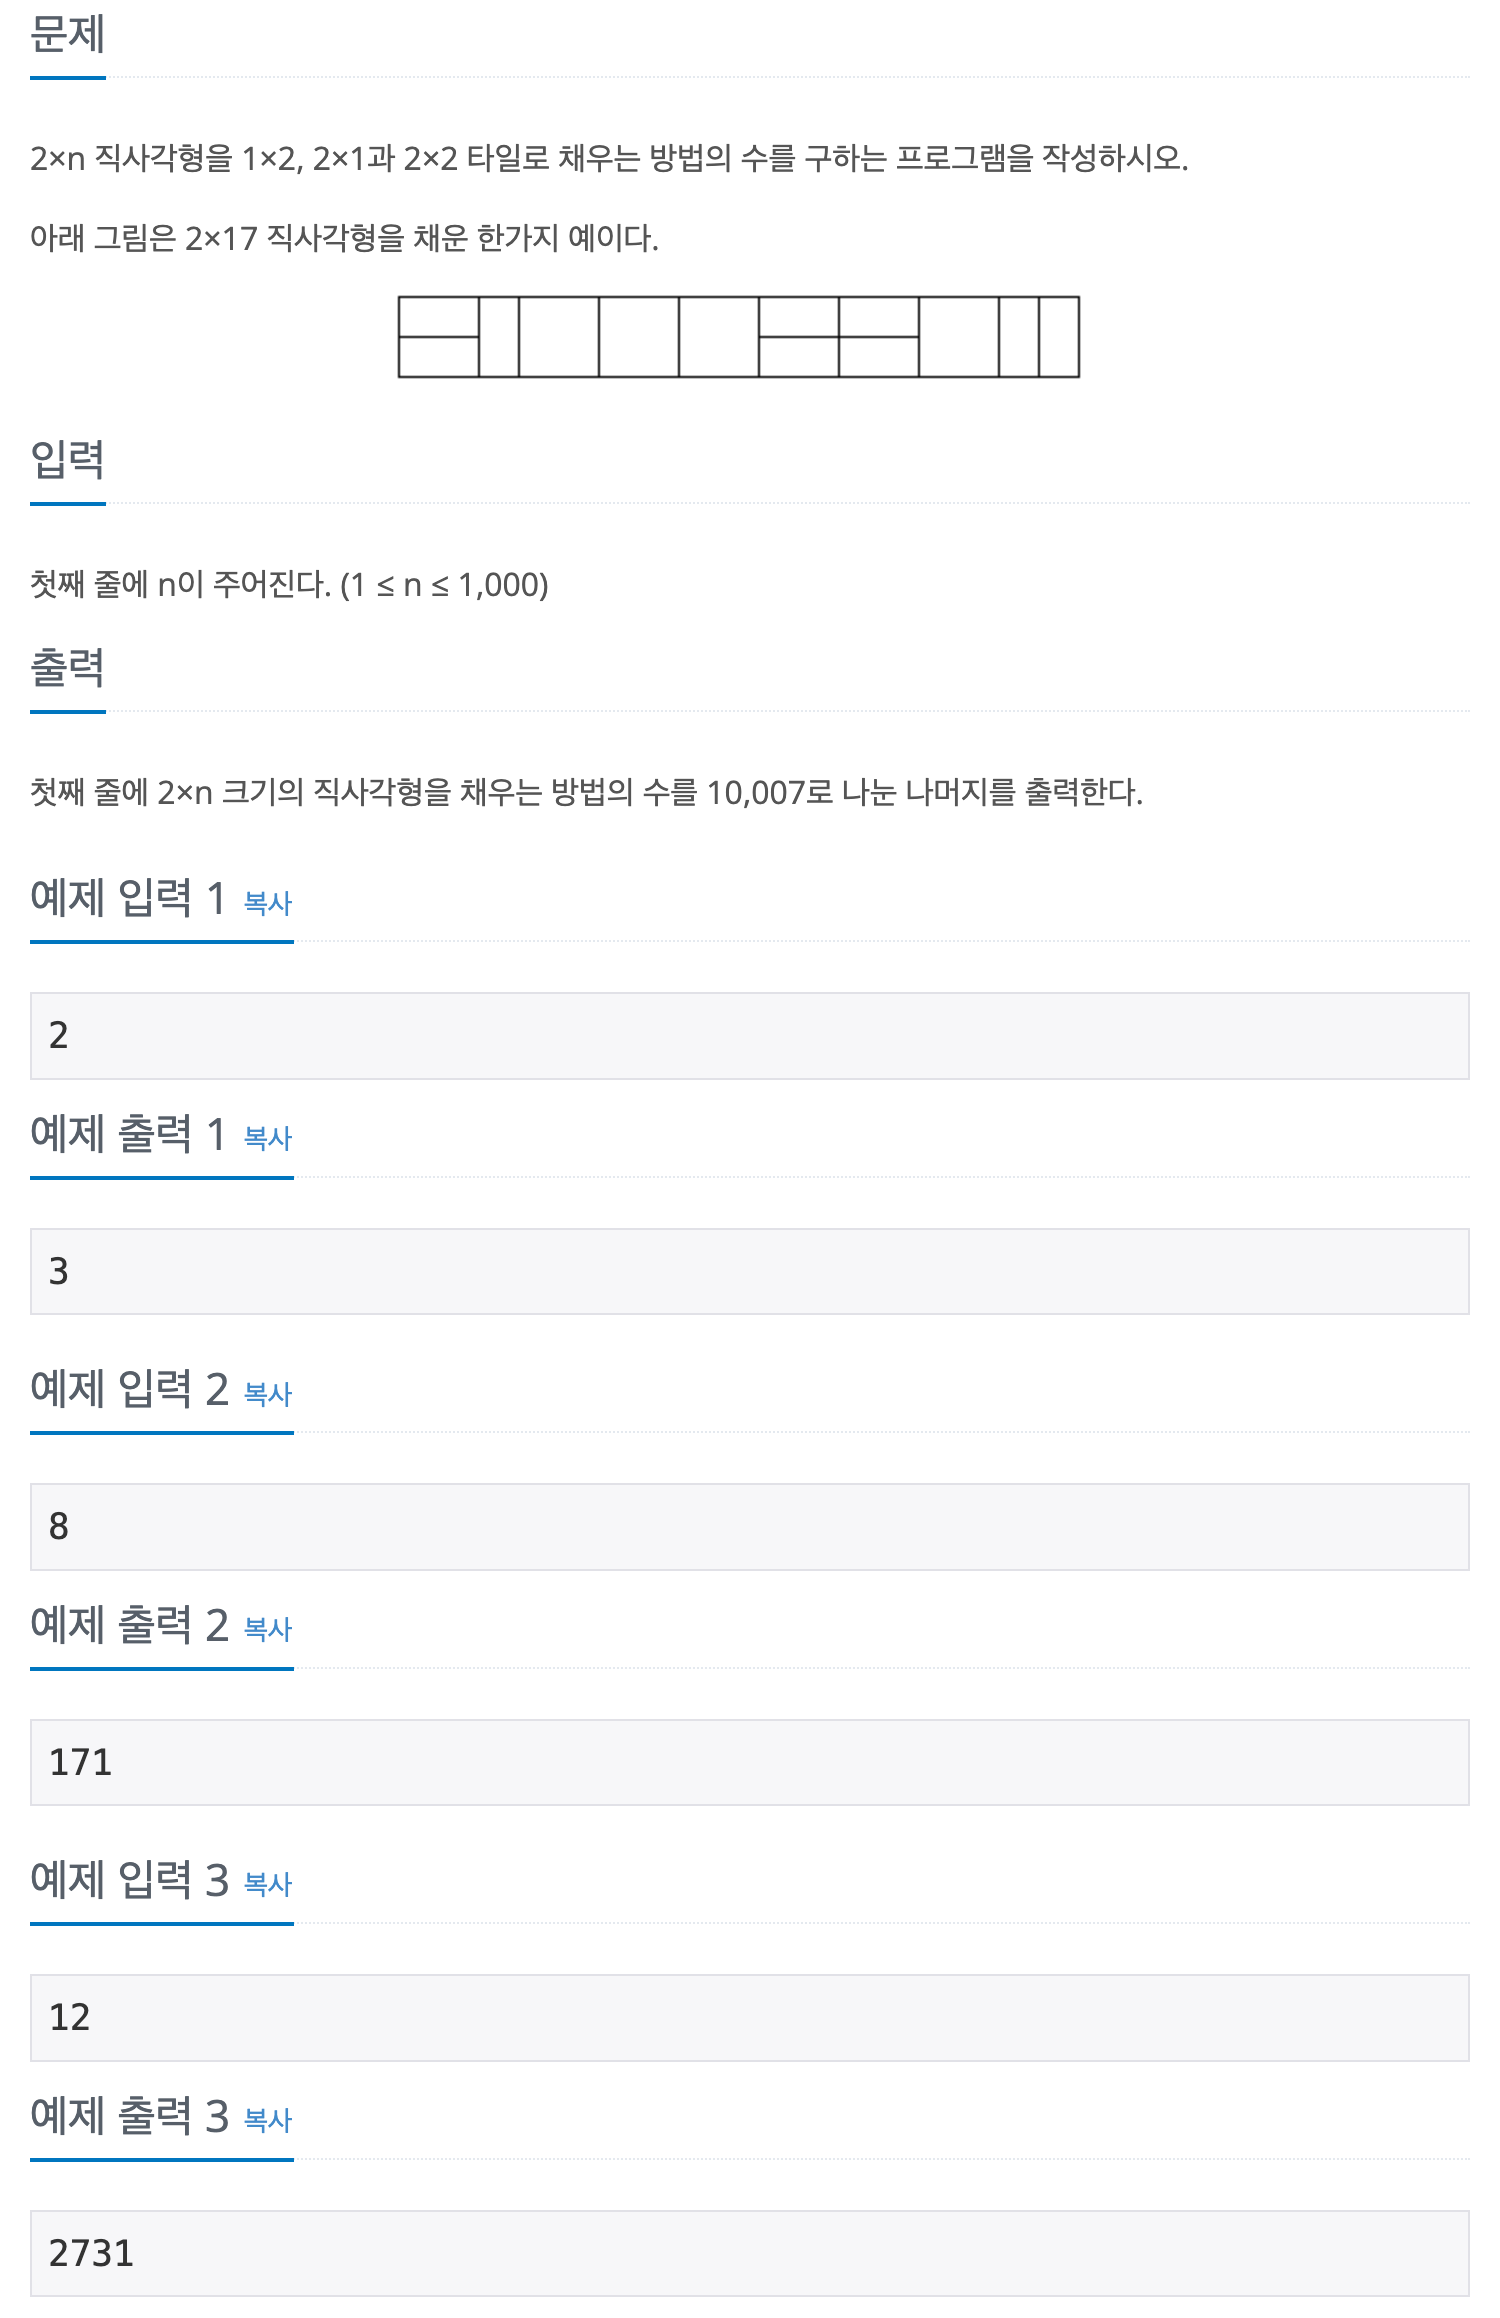 문제
2×n 직사각형을 1×2, 2×1과 2×2 타일로 채우는 방법의 수를 구하는 프로그램을 작성하시오.
아래 그림은 2×17 직사각형을 채운 한가지 예이다.
입력
첫째 줄에 n이 주어진다. (1 ≤ n ≤ 1,000)
출력
첫째 줄에 2×n 크기의 직사각형을 채우는 방법의 수를 10,007로 나눈 나머지를 출력한다.
예제 입력 1 복사
2
예제 출력 1 복사
3
예제 입력 2 복사
8
예제 출력 2 복사
171
예제 입력 3 복사
12
예제 출력 3 복사
2731